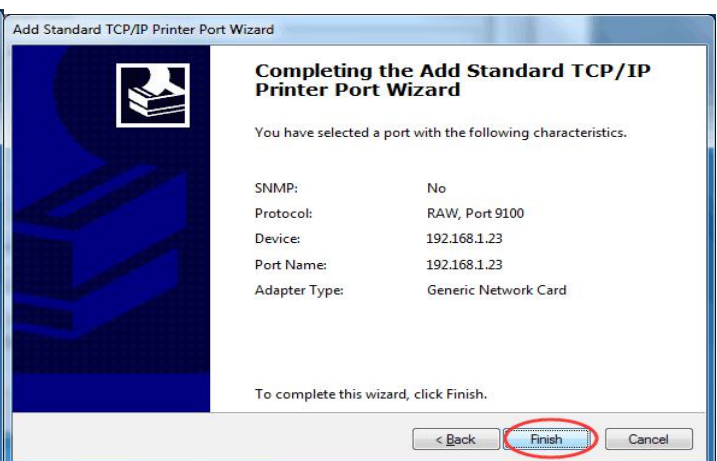 Add Standard TCP/IP Printer Port Wizard
Completing the Add Standard TCP/IP
Printer Port Wizard
You have selected a port with the following characteristics.
SNMP: No
Protocol: RAW, Port 9100
Device: 192.168.1.23
Port Name: 192.168.1.23
Adapter Type: Generic Network Card
To complete this wizard, click Finish.
< Back Finish Cancel